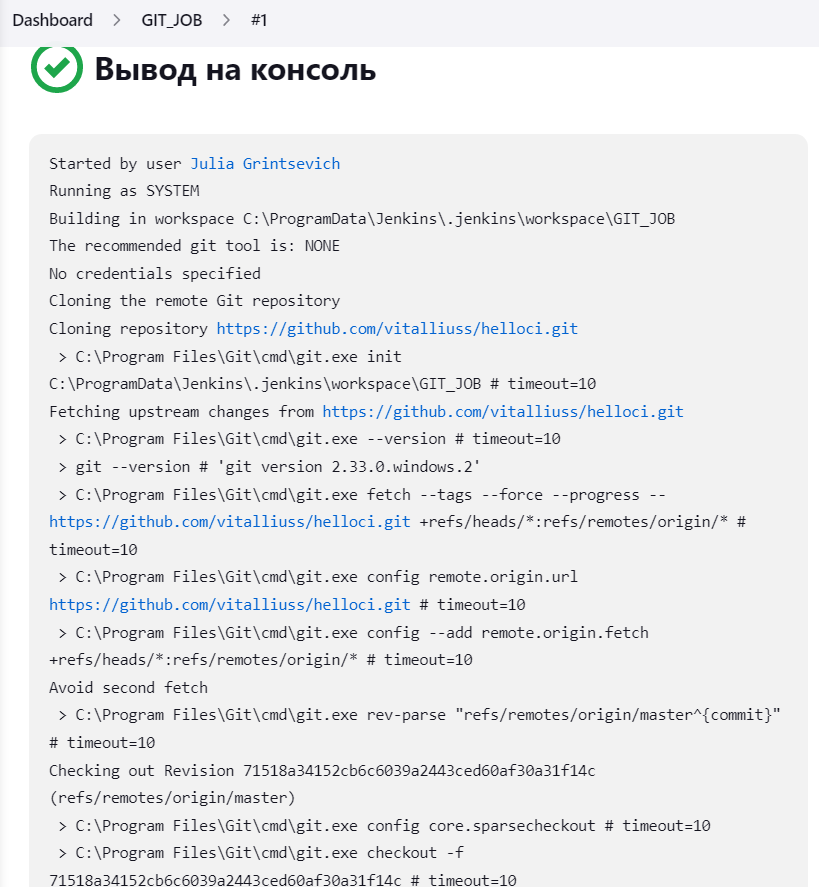 Dashboard > GIT_JOB > #1
Вывод на консоль
Started by user Julia Grintsevich
Running as SYSTEM
Building in workspace C:\ProgramData\Jenkins\.jenkins\workspace\GIT_JOB
The recommended git tool is: NONE
No credentials specified
Cloning the remote Git repository
Cloning repository https://github.com/vitalliuss/helloci.git
 > C:\Program Files\Git\cmd\git.exe init
C:\ProgramData\Jenkins\.jenkins\workspace\GIT_JOB # timeout=10
Fetching upstream changes from https://github.com/vitalliuss/helloci.git
 > C:\Program Files\Git\cmd\git.exe --version # timeout=10
 > git --version # 'git version 2.33.0.windows.2'
 > C:\Program Files\Git\cmd\git.exe fetch --tags --force --progress --
https://github.com/vitalliuss/helloci.git +refs/heads/*:refs/remotes/origin/* #
timeout=10
 > C:\Program Files\Git\cmd\git.exe config remote.origin.url
https://github.com/vitalliuss/helloci.git # timeout=10
 > C:\Program Files\Git\cmd\git.exe config --add remote.origin.fetch
+refs/heads/*:refs/remotes/origin/* # timeout=10
Avoid second fetch
 > C:\Program Files\Git\cmd\git.exe rev-parse "refs/remotes/origin/master^{commit}"
# timeout=10
Checking out Revision 71518a34152cb6c6039a2443ced60af30a31f14c
(refs/remotes/origin/master)
 > C:\Program Files\Git\cmd\git.exe config core.sparsecheckout # timeout=10
 > C:\Program Files\Git\cmd\git.exe checkout -f
71518a34152cb6c6039a2443ced60af30a31f14c # timeout=10